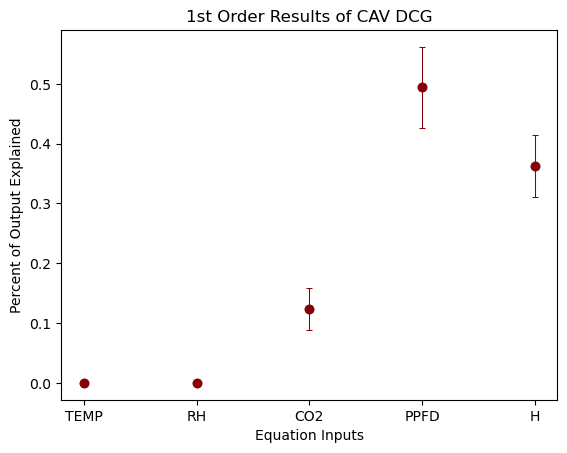 1st Order Results of CAV DCG
Percent of Output Explained
0.5
0.4
0.3
0.2
0.1
0.0
TEMP RH CO2 PPFD H
Equation Inputs